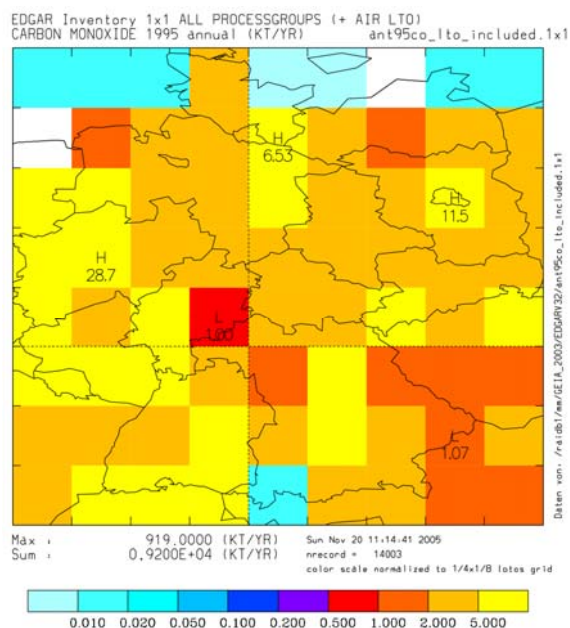 EDGAR Inventory 1x1 ALL PROCESSGROUPS (+ AIR LTO)
CARBON MONOXIDE 1995 annual (KT/YR) ant95co_lto_included.1x1
H
6.53
H
11.5
H
28.7
L
L
1.07
Daten von: /raidb1/mm/GEIA_2003/EDGARV32/ant95co_lto_included.1x1
Max : 919.0000 (KT/YR) Sun Nov 20 11:14:41 2005
Sum : 0.9200E+04 (KT/YR) nrecord = 14003
color scale normalized to 1/4x1/8 lotos grid
0.010 0.020 0.050 0.100 0.200 0.500 1.000 2.000 5.000